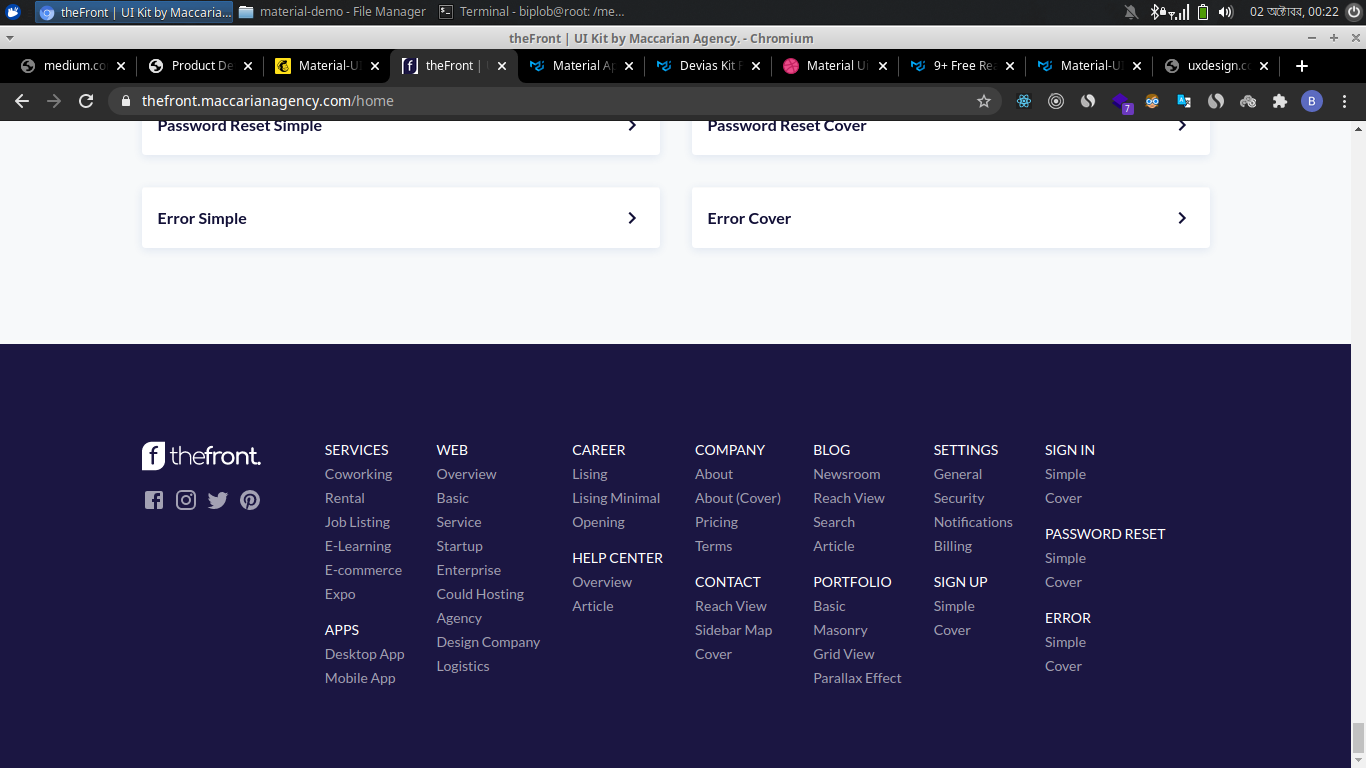 theFront | UI Kit by Maccaria...
material-demo - File Manager
Terminal - biplob@root: /me...
02 অক্টোবর, 00:22
theFront | UI Kit by Maccarian Agency. - Chromium
medium.co
Product De
Material-U
theFront |
Material Ap
Devias Kit
Material U
9+ Free Re
Material-U
uxdesign.c
thefront.maccarianagency.com/home
7
B
Password Reset Simple
Password Reset Cover
Error Simple
Error Cover
f thefront.
SERVICES
Coworking
Rental
Job Listing
E-Learning
E-commerce
Expo
APPS
Desktop App
Mobile App
WEB
Overview
Basic
Service
Startup
Enterprise
Could Hosting
Agency
Design Company
Logistics
CAREER
Lising
Lising Minimal
Opening
HELP CENTER
Overview
Article
COMPANY
About
About (Cover)
Pricing
Terms
CONTACT
Reach View
Sidebar Map
Cover
BLOG
Newsroom
Reach View
Search
Article
PORTFOLIO
Basic
Masonry
Grid View
Parallax Effect
SETTINGS
General
Security
Notifications
Billing
SIGN UP
Simple
Cover
SIGN IN
Simple
Cover
PASSWORD RESET
Simple
Cover
ERROR
Simple
Cover